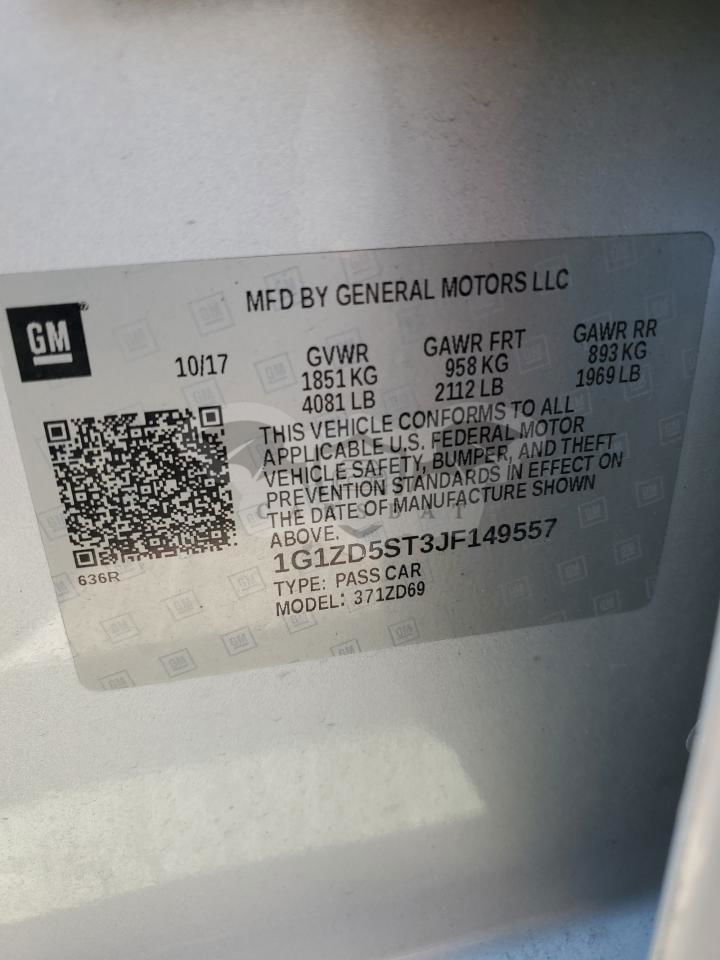 MFD BY GENERAL MOTORS LLC
GM
10/17
GVWR
1851 KG
4081 LB
GAWR FRT
958 KG
2112 LB
GAWR RR
893 KG
1969 LB
THIS VEHICLE CONFORMS TO ALL
APPLICABLE U.S. FEDERAL MOTOR
VEHICLE SAFETY, BUMPER, AND THEFT
PREVENTION STANDARDS IN EFFECT ON
THE DATE OF MANUFACTURE SHOWN
ABOVE.
1G1ZD5ST3JF149557
TYPE: PASS CAR
MODEL: 371ZD69
636R